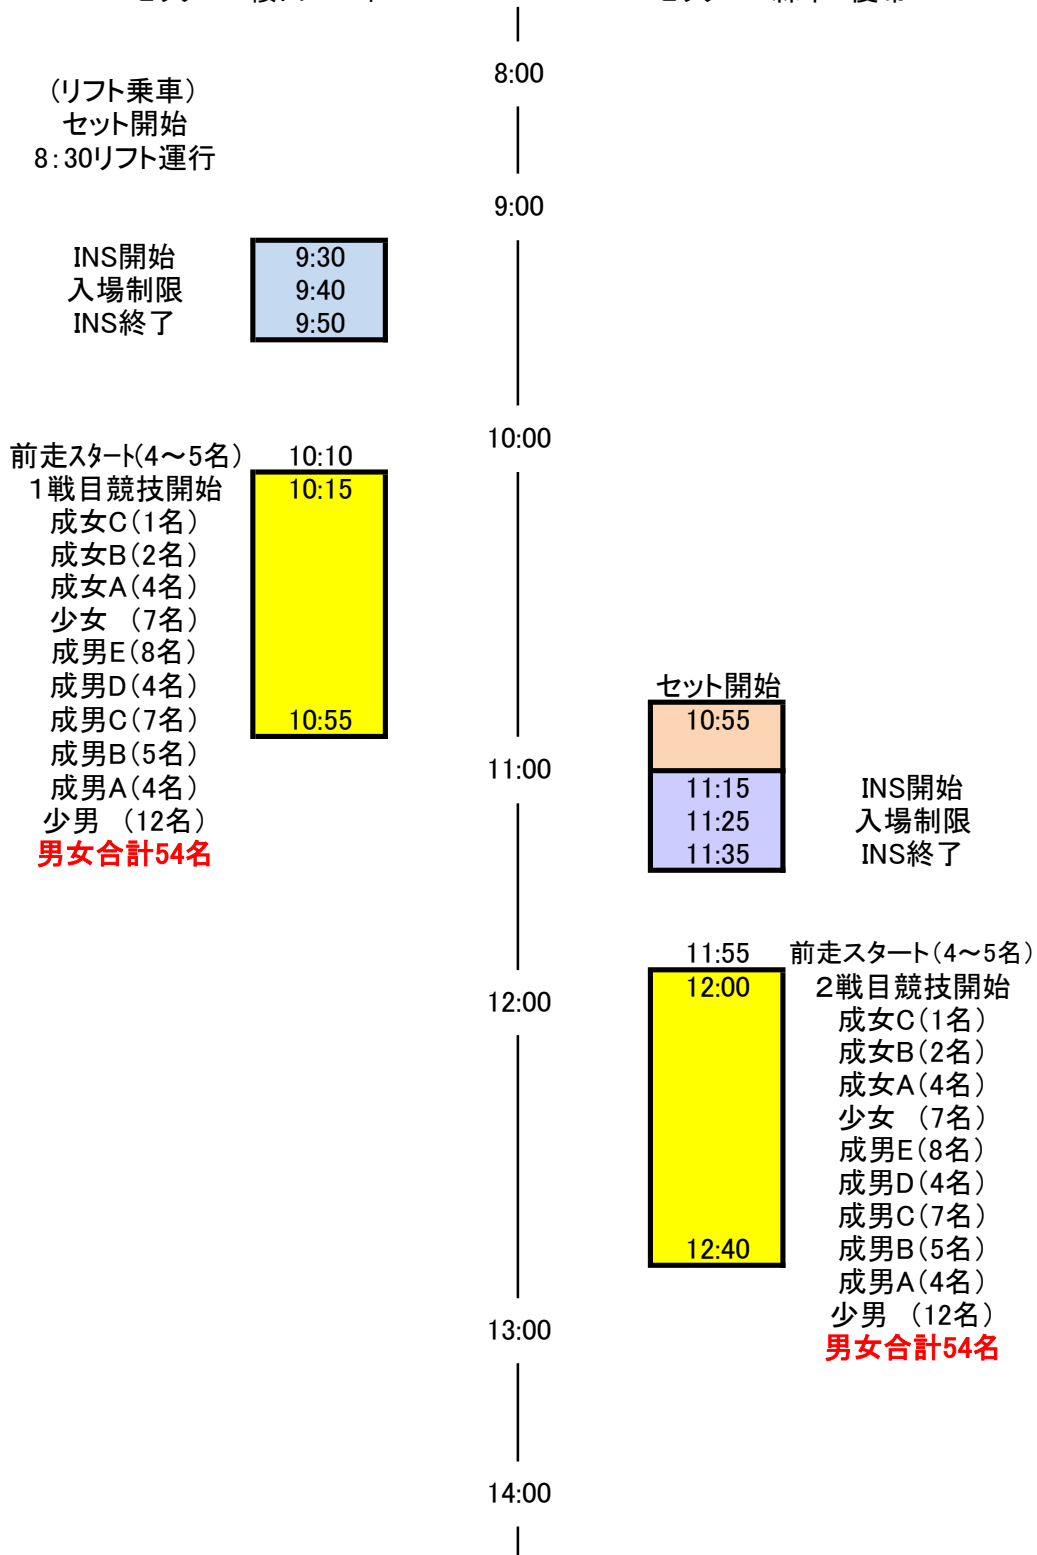 8:00
(リフト乗車)
セット開始
8:30リフト運行
9:00
INS開始 9:30
入場制限 9:40
INS終了 9:50
10:00
前走スタート(4~5名) 10:10
1戦目競技開始 10:15
成女C(1名)
成女B(2名)
成女A(4名)
少女 (7名)
成男E(8名)
成男D(4名)
成男C(7名) 10:55
成男B(5名)
成男A(4名)
少男 (12名)
男女合計54名
セット開始
10:55
11:00
11:15 INS開始
11:25 入場制限
11:35 INS終了
11:55 前走スタート(4~5名)
12:00
12:00 2戦目競技開始
成女C(1名)
成女B(2名)
成女A(4名)
少女 (7名)
成男E(8名)
成男D(4名)
成男C(7名)
12:40 成男B(5名)
成男A(4名)
少男 (12名)
男女合計54名
13:00
14:00